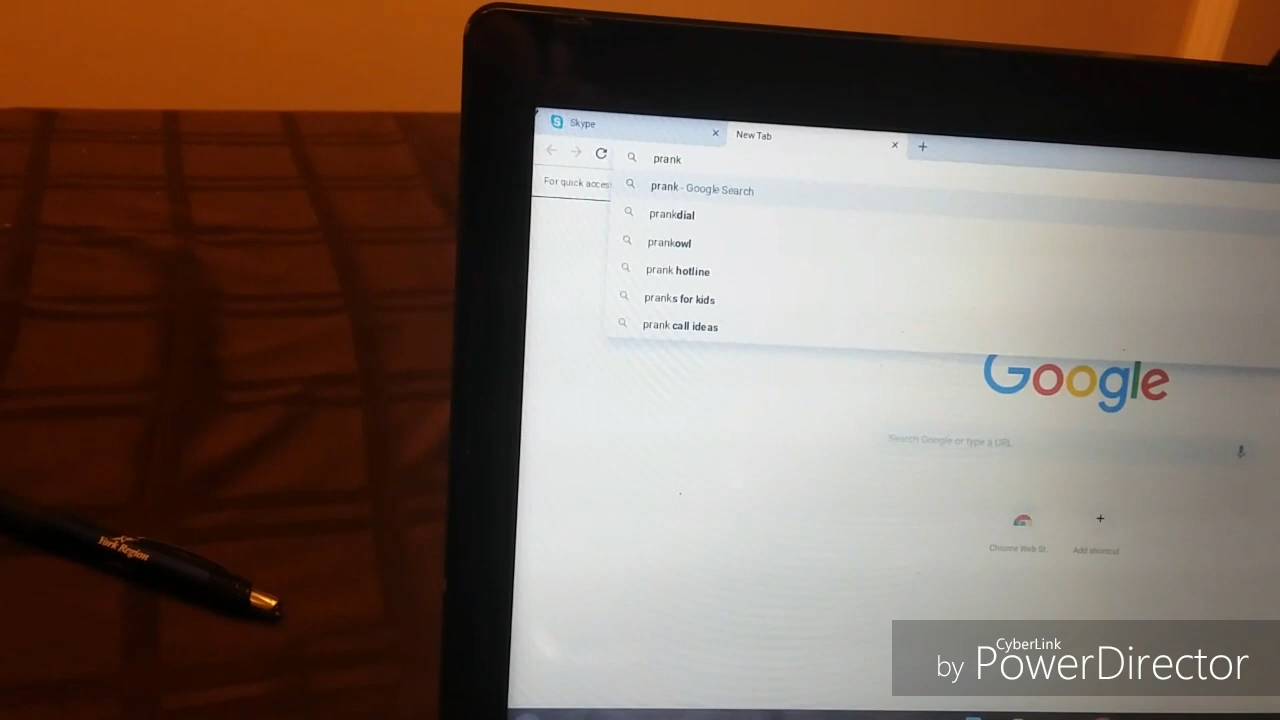 Skype
New Tab
prank
For quick acces
prank - Google Search
prankdial
prankowl
prank hotline
pranks for kids
prank call ideas
Google
Search Google or type a URL
Chrome Web St.
Add shortcut
York Region
CyberLink
by PowerDirector